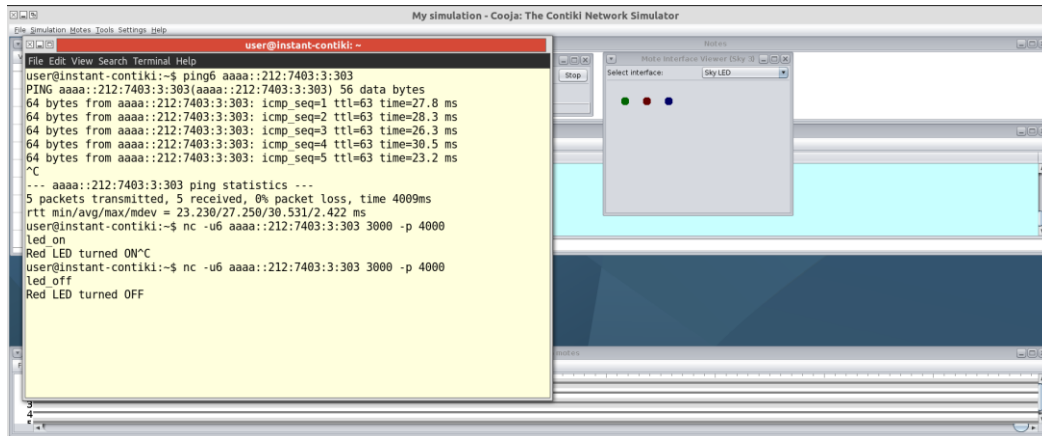 My simulation - Cooja: The Contiki Network Simulator
File Simulation Motes Tools Settings Help
user@instant-contiki: ~
File Edit View Search Terminal Help
user@instant-contiki:~$ ping6 aaaa::212:7403:3:303
PING aaaa::212:7403:3:303(aaaa::212:7403:3:303) 56 data bytes
64 bytes from aaaa::212:7403:3:303: icmp_seq=1 ttl=63 time=27.8 ms
64 bytes from aaaa::212:7403:3:303: icmp_seq=2 ttl=63 time=28.3 ms
64 bytes from aaaa::212:7403:3:303: icmp_seq=3 ttl=63 time=26.3 ms
64 bytes from aaaa::212:7403:3:303: icmp_seq=4 ttl=63 time=30.5 ms
64 bytes from aaaa::212:7403:3:303: icmp_seq=5 ttl=63 time=23.2 ms
^C
--- aaaa::212:7403:3:303 ping statistics ---
5 packets transmitted, 5 received, 0% packet loss, time 4009ms
rtt min/avg/max/mdev = 23.230/27.250/30.531/2.422 ms
user@instant-contiki:~$ nc -u6 aaaa::212:7403:3:303 3000 -p 4000
led_on
Red LED turned ON^C
user@instant-contiki:~$ nc -u6 aaaa::212:7403:3:303 3000 -p 4000
led_off
Red LED turned OFF
Stop
Notes
Mote Interface Viewer (Sky 3)
Select interface:
Sky LED
motes
3
4